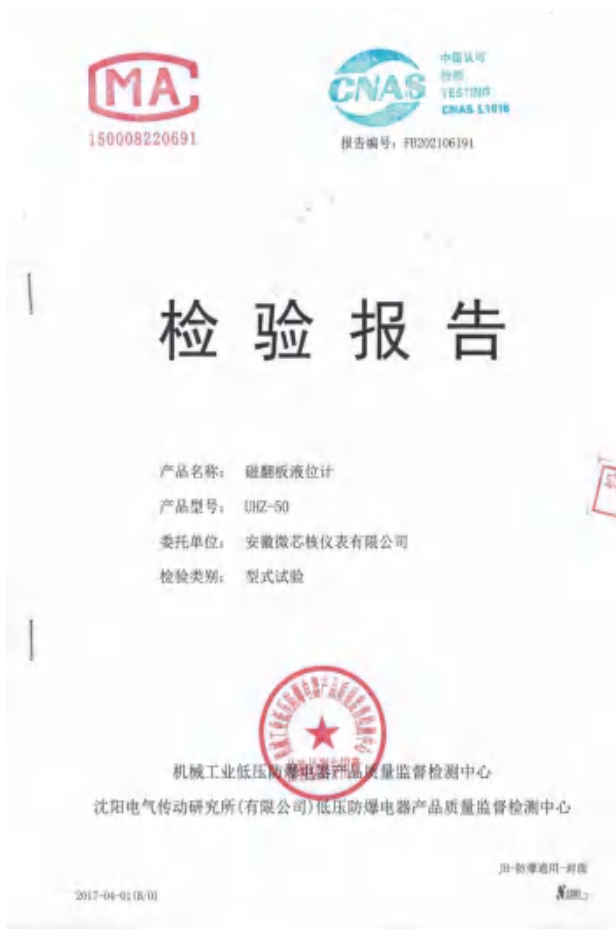 MA
150008220691
CNAS
中国认可
检测
TESTING
CNAS L1016
报告编号：FB202106191
检验报告
产品名称： 磁翻板液位计
产品型号： UHZ-50
委托单位： 安徽微芯核仪表有限公司
检验类别： 型式试验
机械工业低压防爆电器产品质量监督检测中心
沈阳电气传动研究所(有限公司)低压防爆电器产品质量监督检测中心
JB-防爆通用-封面
2017-04-01(B/0)